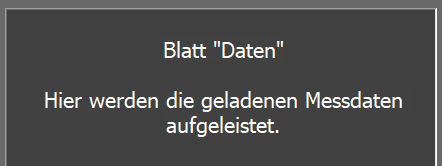 Blatt "Daten"
Hier werden die geladenen Messdaten
aufgeleistet.